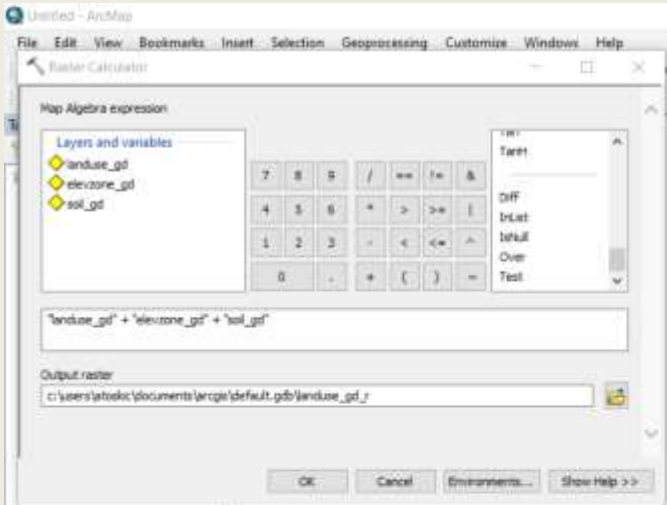 Untitled - ArcMap
File Edit View Bookmarks Insert Selection Geoprocessing Customize Windows Help
Raster Calculator
Map Algebra expression
Layers and variables
landuse_gd
elevzone_gd
soil_gd
7 8 9 / == != &
4 5 6 * > >= |
1 2 3 - < <= ^
0 . + ( ) ~
Tan
TanH
Diff
InList
IsNull
Over
Test
"landuse_gd" + "elevzone_gd" + "soil_gd"
Output raster
c:\users\atoskic\documents\arcgis\default.gdb\landuse_gd_r
OK Cancel Environments... Show Help >>